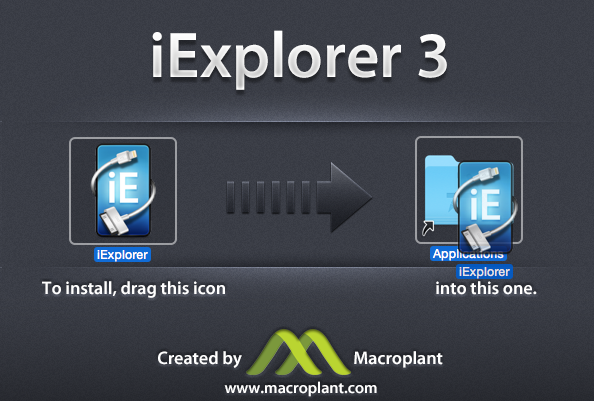 iExplorer 3
iE
iE
iExplorer
Applications
iExplorer
To install, drag this icon
into this one.
Created by
Macroplant
www.macroplant.com